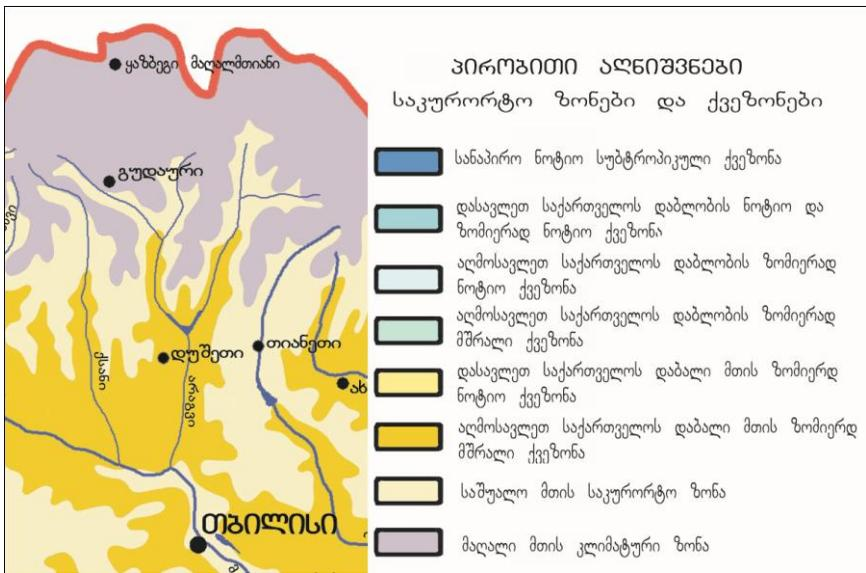 ყაზბეგი მაღალმთიანი
გუდაური
დუშეთი
თიანეთი
ახ
ქსანი
არაგვი
თბილისი
პირობითი აღნიშვნები
საკურორტო ზონები და ქვეზონები
სანაპირო ნოტიო სუბტროპიკული ქვეზონა
დასავლეთ საქართველოს დაბლობის ნოტიო და
ზომიერად ნოტიო ქვეზონა
აღმოსავლეთ საქართველოს დაბლობის ზომიერად
ნოტიო ქვეზონა
აღმოსავლეთ საქართველოს დაბლობის ზომიერად
მშრალი ქვეზონა
დასავლეთ საქართველოს დაბალი მთის ზომიერდ
ნოტიო ქვეზონა
აღმოსავლეთ საქართველოს დაბალი მთის ზომიერდ
მშრალი ქვეზონა
საშუალო მთის საკურორტო ზონა
მაღალი მთის კლიმატური ზონა